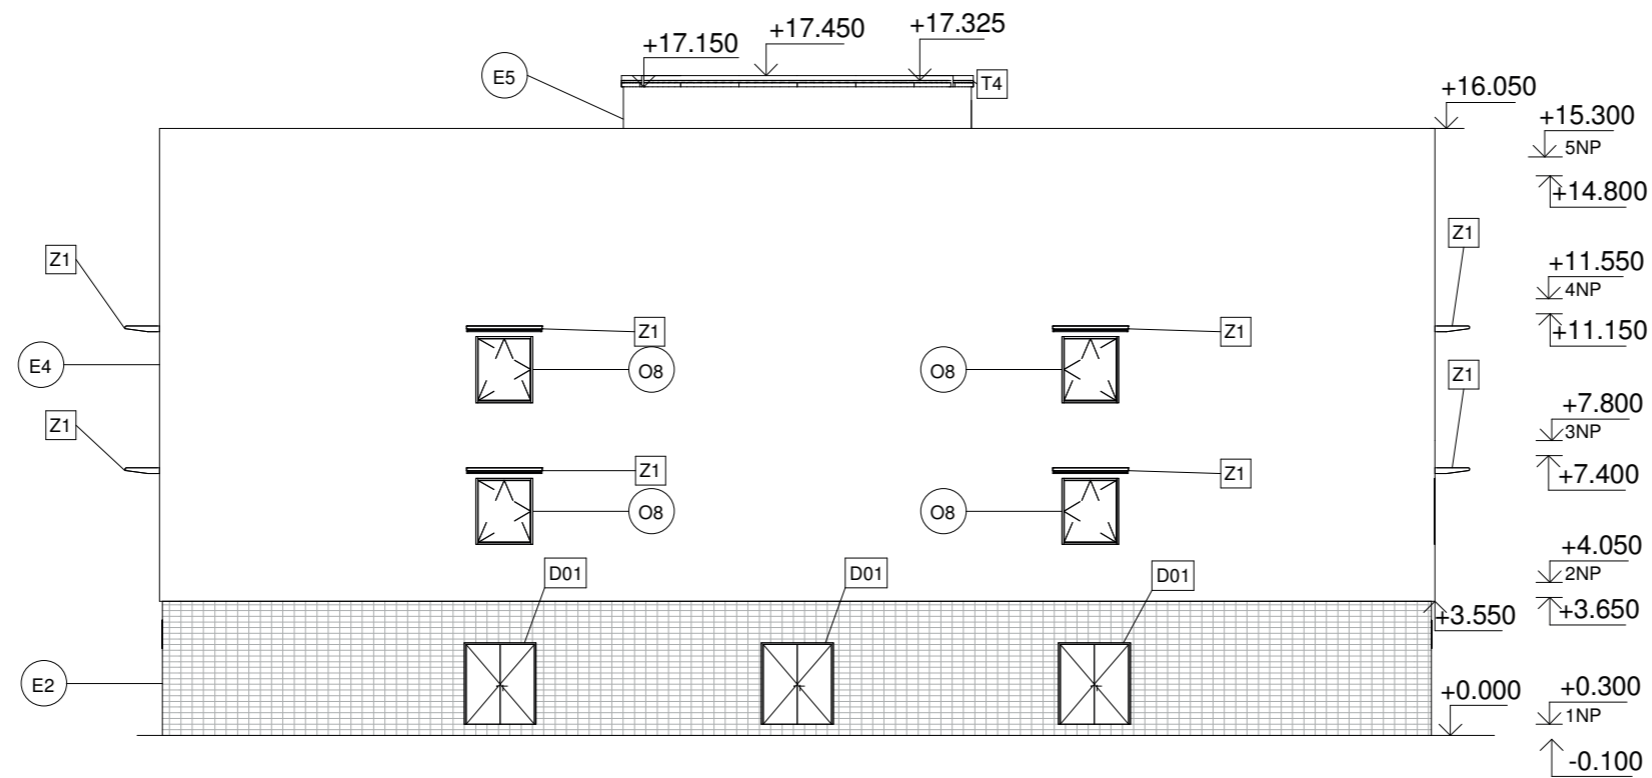 +17.150
+17.450
+17.325
E5
T4
+16.050
+15.300
5NP
+14.800
Z1
Z1
+11.550
4NP
+11.150
Z1
Z1
E4
O8
O8
Z1
Z1
+7.800
3NP
+7.400
Z1
Z1
O8
O8
D01
D01
D01
+4.050
2NP
+3.650
+3.550
E2
+0.000
+0.300
1NP
-0.100